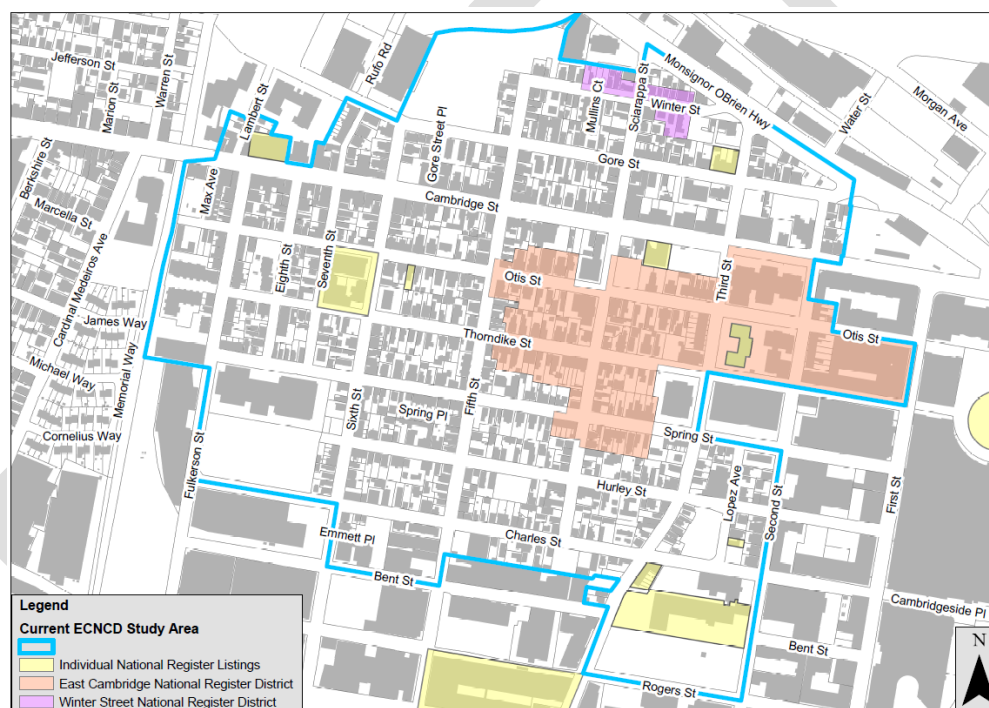 Jefferson St
Marion St
Warren St
Lambert St
Rufo Rd
Gore Street Pl
Mullins Ct
Sciarappa St
Winter St
Monsignor OBrien Hwy
Water St
Morgan Ave
Berkshire St
Marcella St
Max Ave
Gore St
Cambridge St
Cardinal Medeiros Ave
Eighth St
Seventh St
Otis St
Third St
James Way
Thorndike St
Otis St
Michael Way
Memorial Way
Sixth St
Spring Pl
Fifth St
Cornelius Way
Spring St
Fulkerson St
Hurley St
Lopez Ave
Second St
First St
Emmett Pl
Charles St
Bent St
Cambridgeside Pl
Bent St
Rogers St
Legend
Current ECNCD Study Area
Individual National Register Listings
East Cambridge National Register District
Winter Street National Register District
N